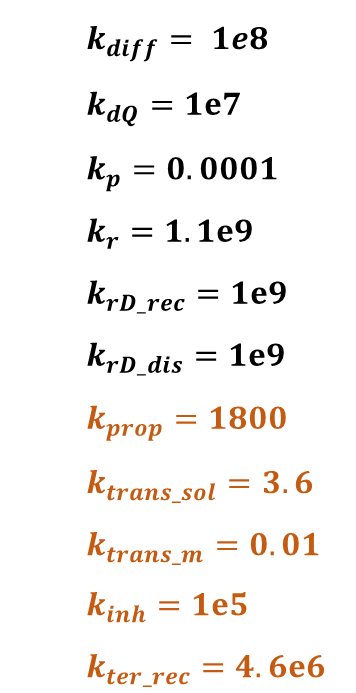 k_diff = 1e8
k_dQ = 1e7
k_p = 0.0001
k_r = 1.1e9
k_rD_rec = 1e9
k_rD_dis = 1e9
k_prop = 1800
k_trans_sol = 3.6
k_trans_m = 0.01
k_inh = 1e5
k_ter_rec = 4.6e6